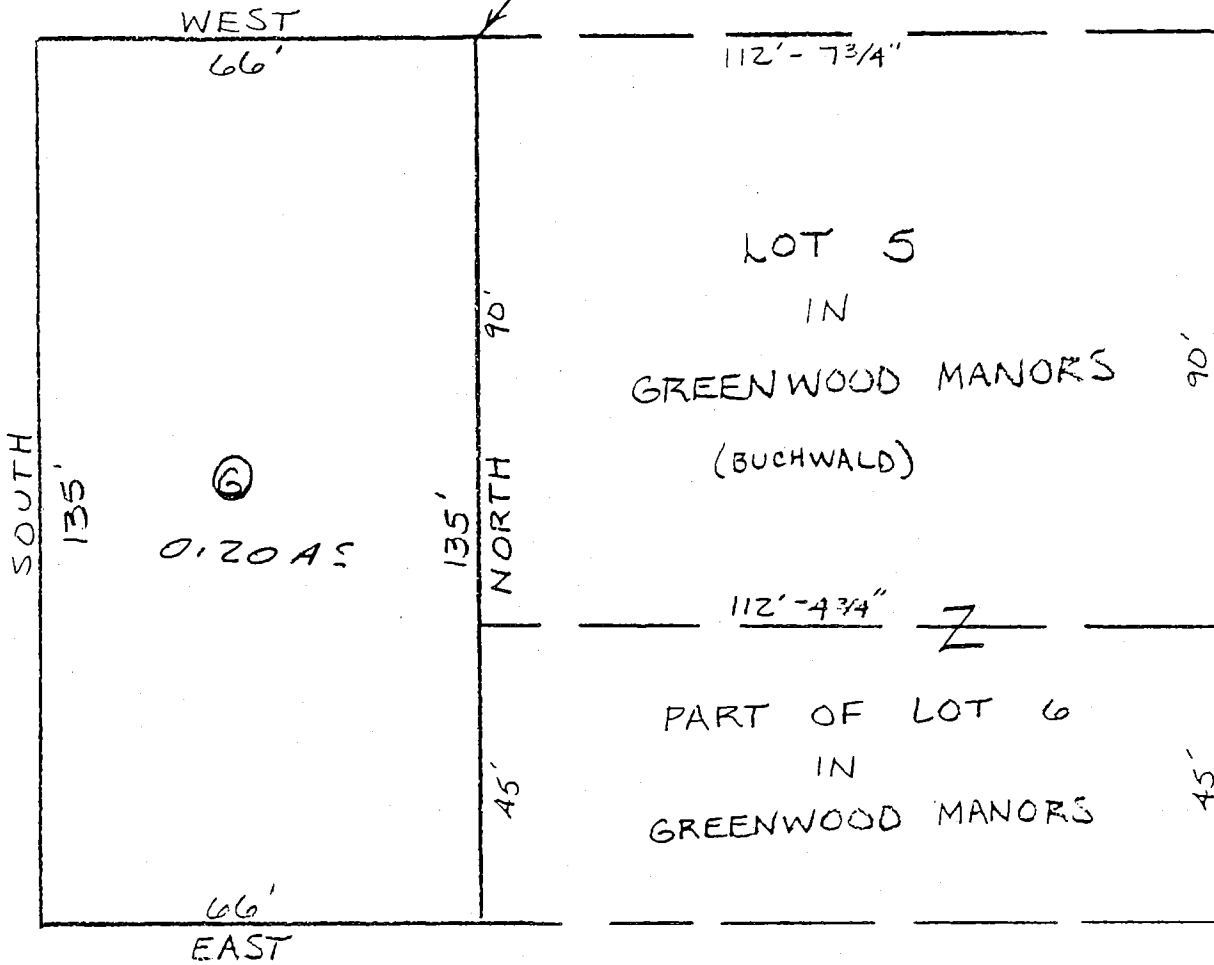 WEST
66'
112'- 7 3/4"
LOT 5
IN
GREENWOOD MANORS
(BUCHWALD)
90'
90'
SOUTH
135'
6
0.20 AC
135'
NORTH
112'-4 3/4"
Z
PART OF LOT 6
IN
GREENWOOD MANORS
45'
45'
66'
EAST